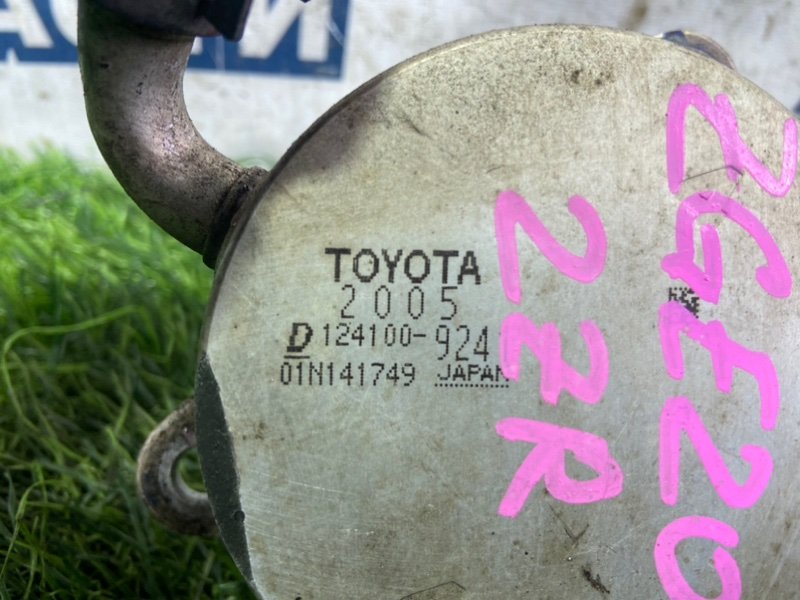 TOYOTA
2005
D 124100-924
01N141749 JAPAN
ZGE20
2ZR